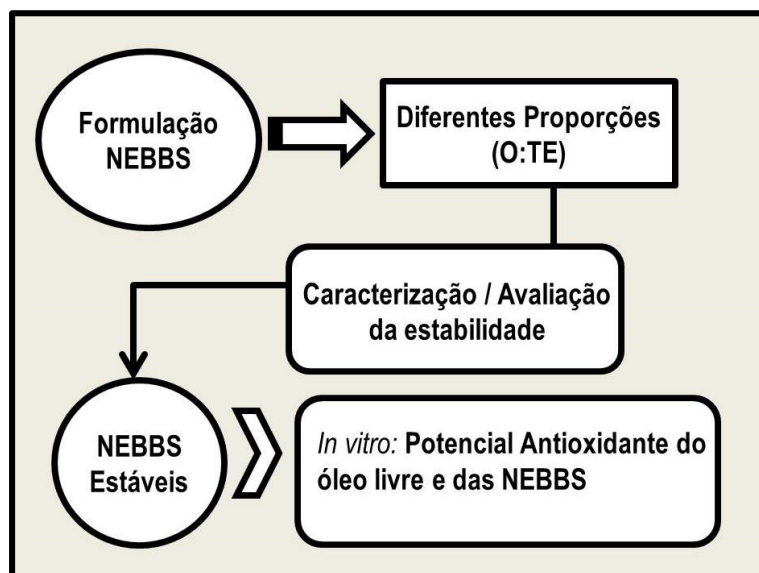 Formulação
NEBBS
Diferentes Proporções
(O:TE)
Caracterização / Avaliação
da estabilidade
NEBBS
Estáveis
In vitro: Potencial Antioxidante do
óleo livre e das NEBBS